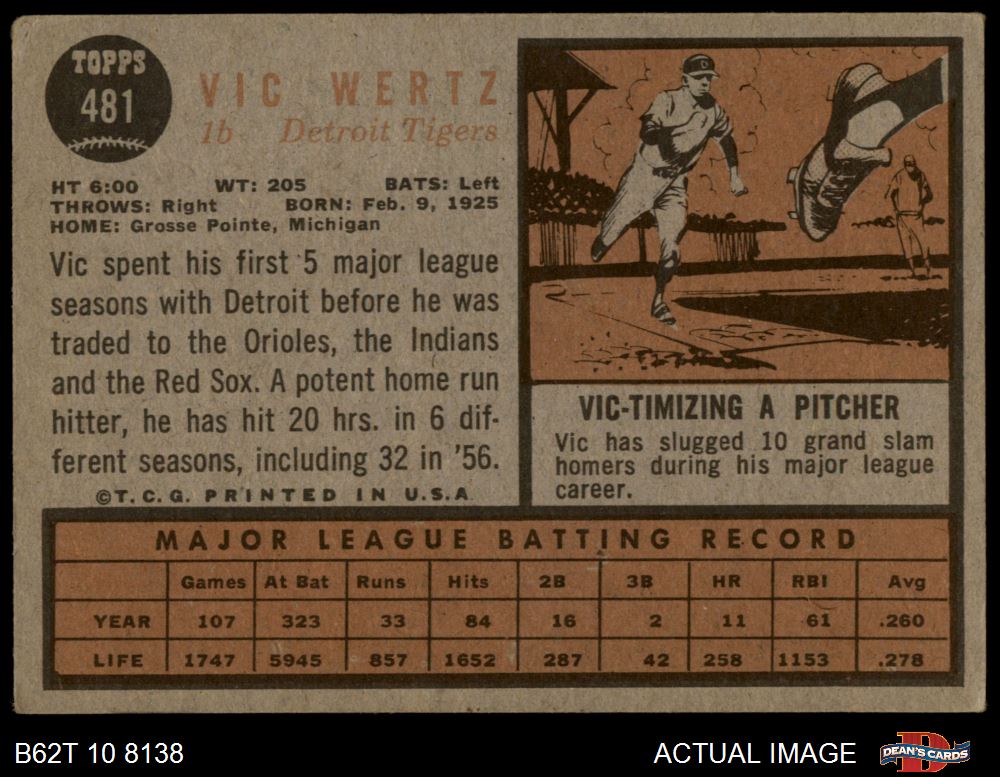 TOPPS
481
VIC WERTZ
1b Detroit Tigers
HT 6:00 WT: 205 BATS: Left
THROWS: Right BORN: Feb. 9, 1925
HOME: Grosse Pointe, Michigan
Vic spent his first 5 major league
seasons with Detroit before he was
traded to the Orioles, the Indians
and the Red Sox. A potent home run
hitter, he has hit 20 hrs. in 6 dif-
ferent seasons, including 32 in '56.
©T.C.G. PRINTED IN U.S.A
VIC-TIMIZING A PITCHER
Vic has slugged 10 grand slam
homers during his major league
career.
MAJOR LEAGUE BATTING RECORD
Games At Bat Runs Hits 2B 3B HR RBI Avg
YEAR 107 323 33 84 16 2 11 61 .260
LIFE 1747 5945 857 1652 287 42 258 1153 .278
B62T 10 8138 ACTUAL IMAGE DEAN'S CARDS